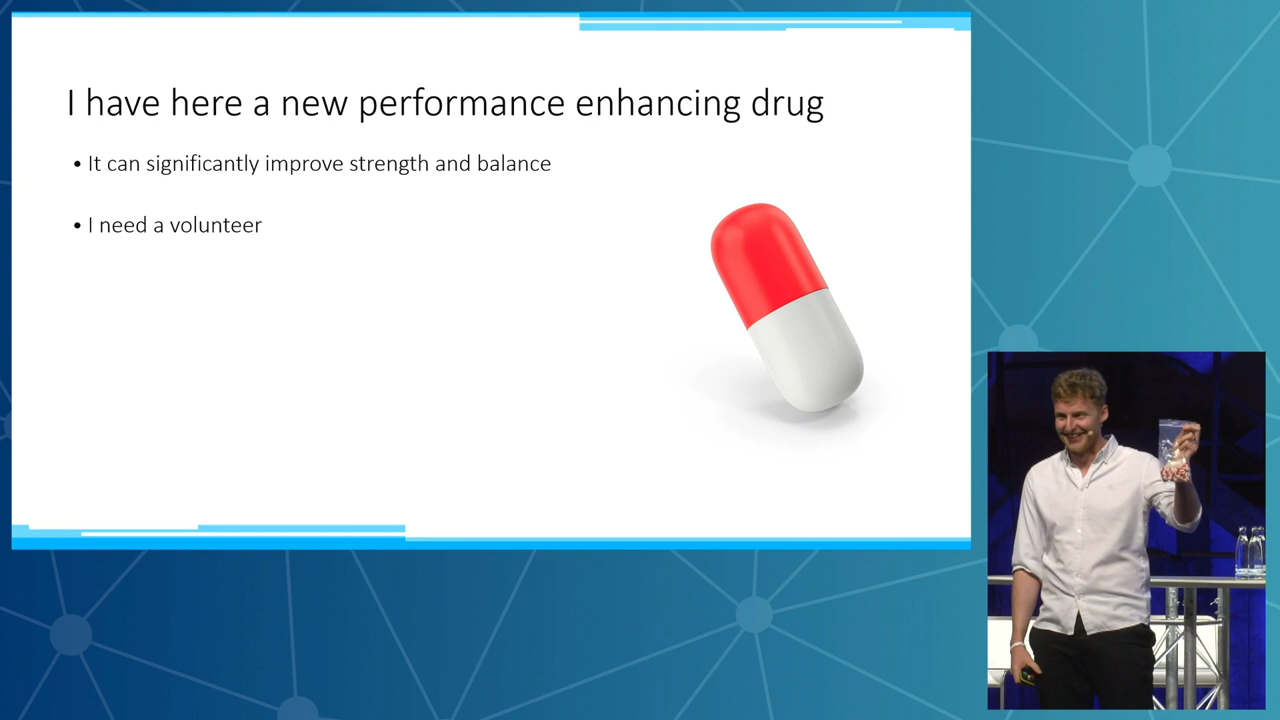 I have here a new performance enhancing drug
• It can significantly improve strength and balance
• I need a volunteer